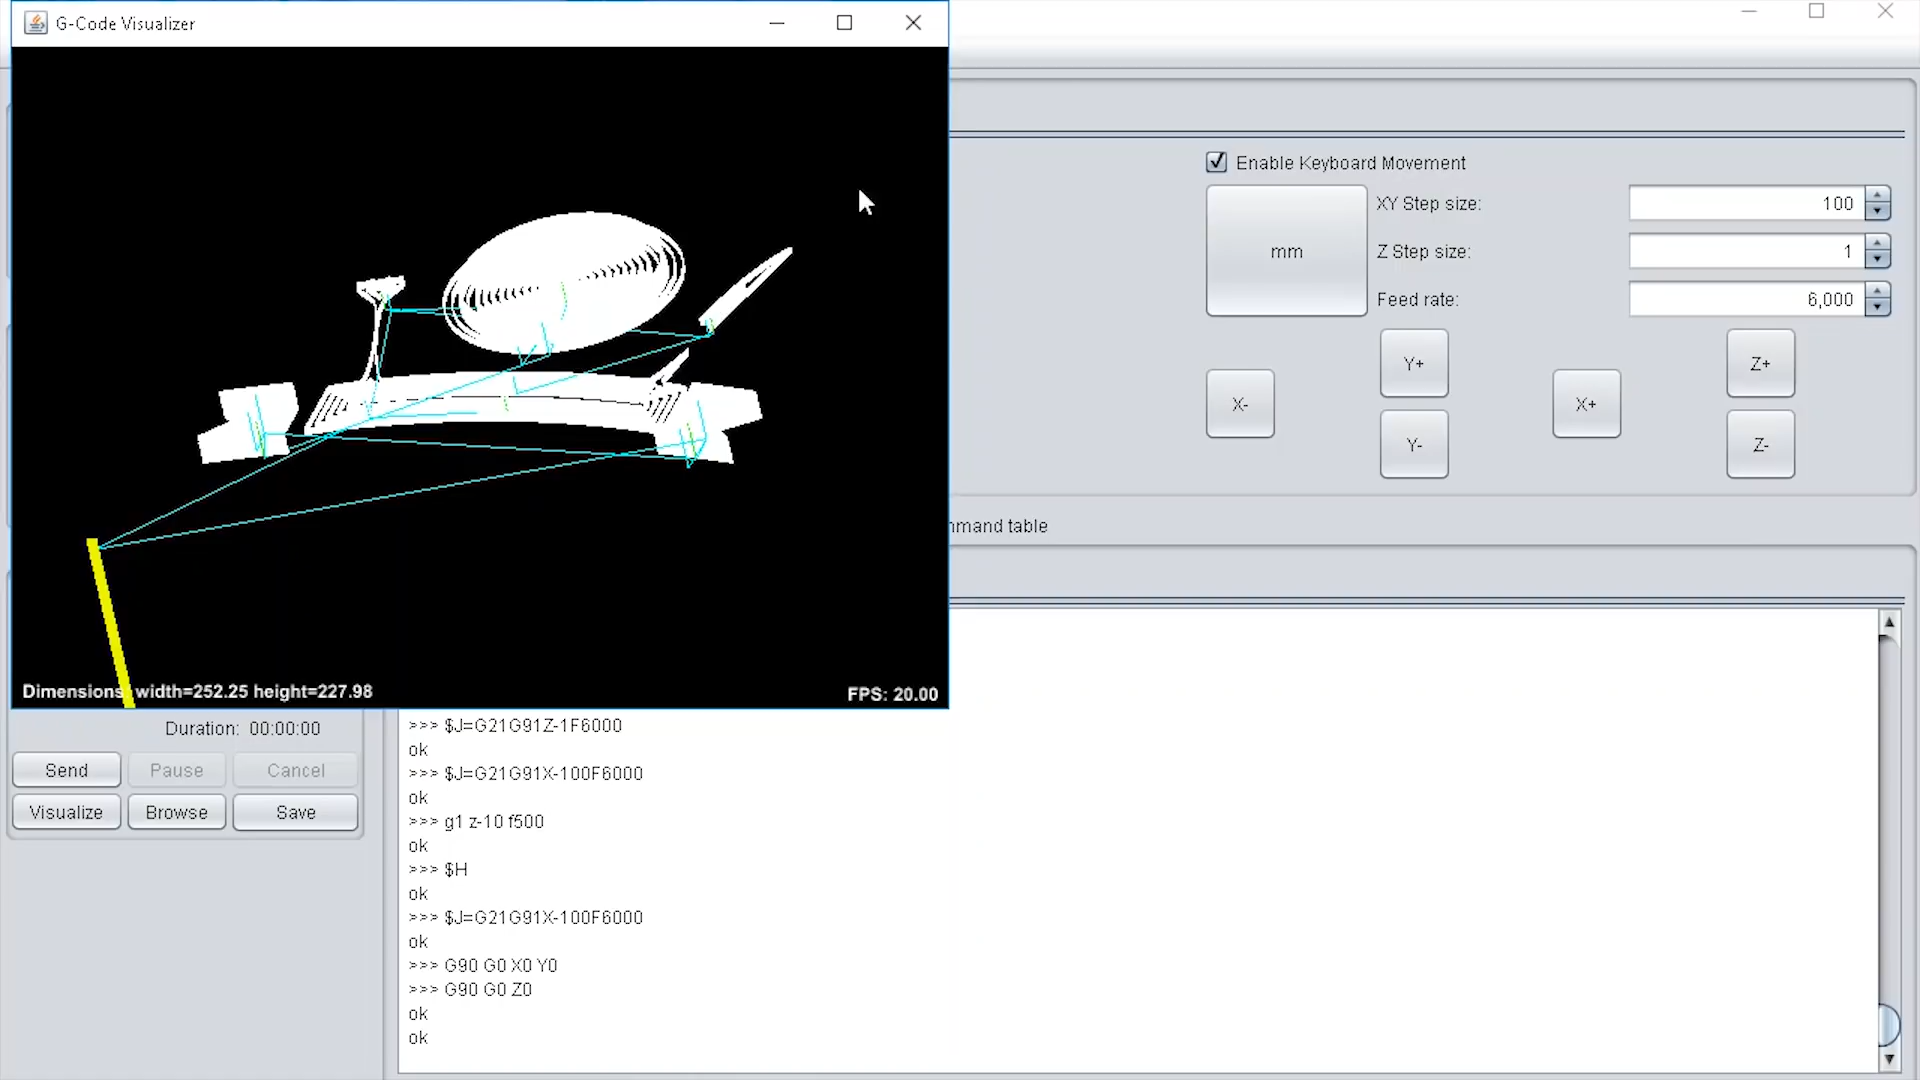 G-Code Visualizer
Enable Keyboard Movement
mm
XY Step size:
100
Z Step size:
1
Feed rate:
6,000
Y+
Z+
X-
X+
Y-
Z-
mmand table
Dimensions: width=252.25 height=227.98
FPS: 20.00
Duration: 00:00:00
Send
Pause
Cancel
Visualize
Browse
Save
>>> $J=G21G91Z-1F6000
ok
>>> $J=G21G91X-100F6000
ok
>>> g1 z-10 f500
ok
>>> $H
ok
>>> $J=G21G91X-100F6000
ok
>>> G90 G0 X0 Y0
>>> G90 G0 Z0
ok
ok